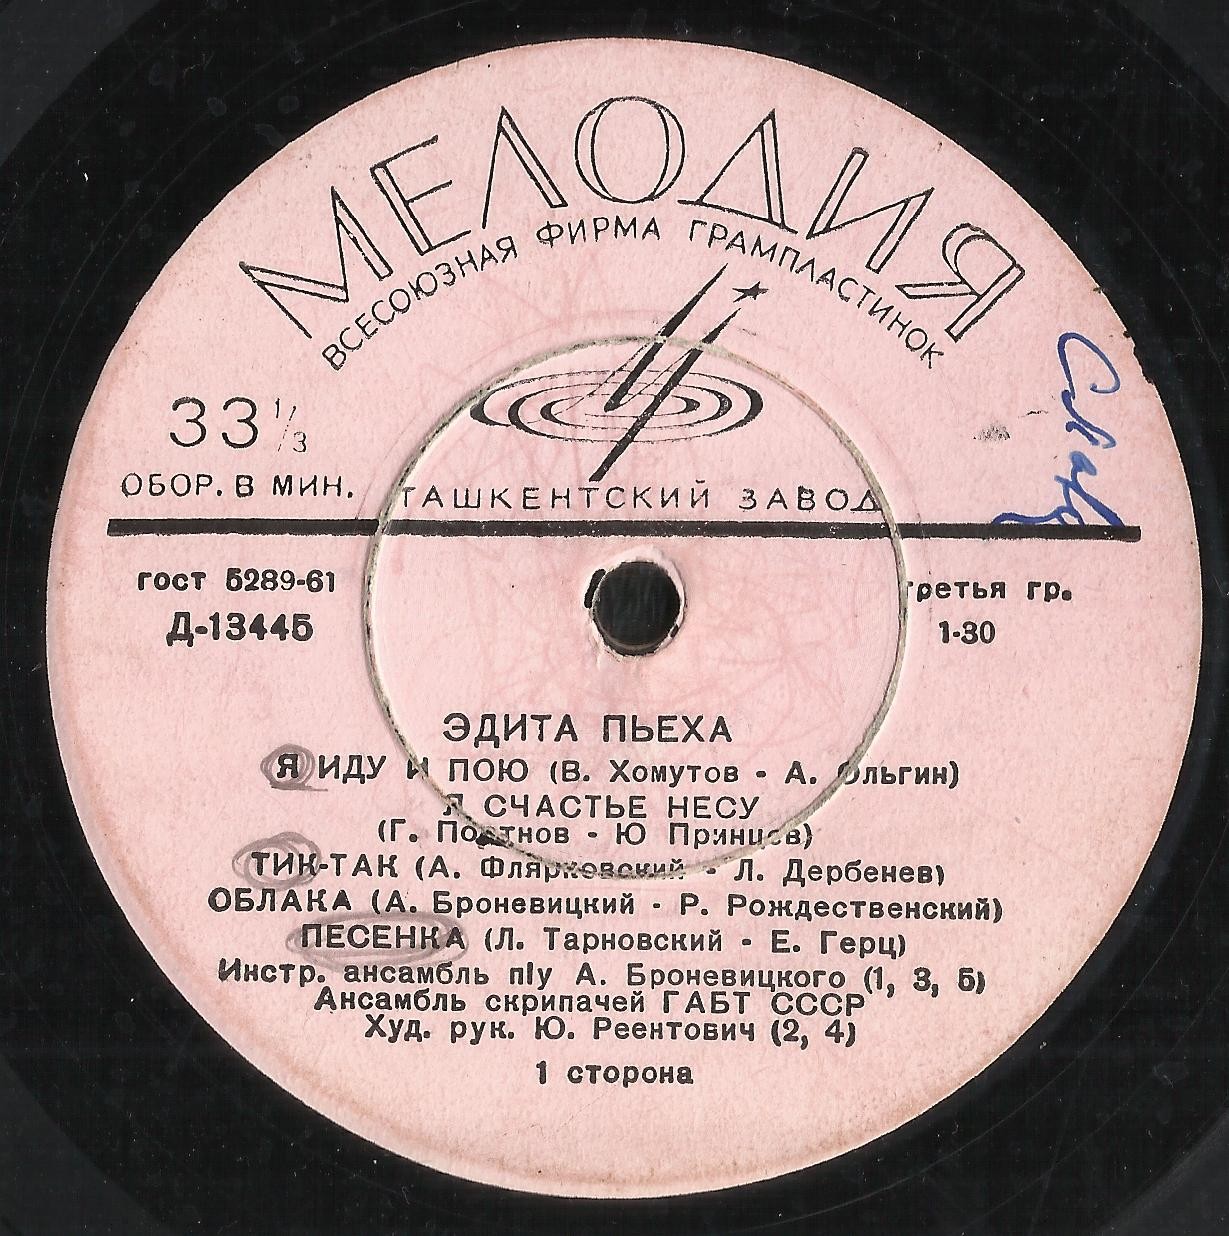 МЕЛОДИЯ
ВСЕСОЮЗНАЯ ФИРМА ГРАМПЛАСТИНОК
33 1/3
ОБОР. В МИН.
ТАШКЕНТСКИЙ ЗАВОД
гост 5289-61
третья гр.
Д-13445
1-30
ЭДИТА ПЬЕХА
Я ИДУ И ПОЮ (В. Хомутов - А. Ольгин)
Я СЧАСТЬЕ НЕСУ
(Г. Портнов - Ю Принцев)
ТИК-ТАК (А. Флярковский - Л. Дербенев)
ОБЛАКА (А. Броневицкий - Р. Рождественский)
ПЕСЕНКА (Л. Тарновский - Е. Герц)
Инстр. ансамбль п/у А. Броневицкого (1, 3, 5)
Ансамбль скрипачей ГАБТ СССР
Худ. рук. Ю. Реентович (2, 4)
1 сторона